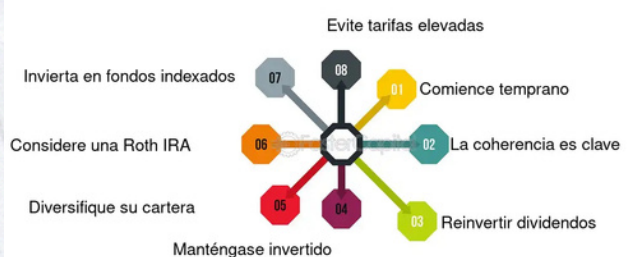 Evite tarifas elevadas
08
07
Invierta en fondos indexados
01
Comience temprano
Considere una Roth IRA
06
FasterCapital
02
La coherencia es clave
Diversifique su cartera
05
04
03
Reinvertir dividendos
Manténgase invertido